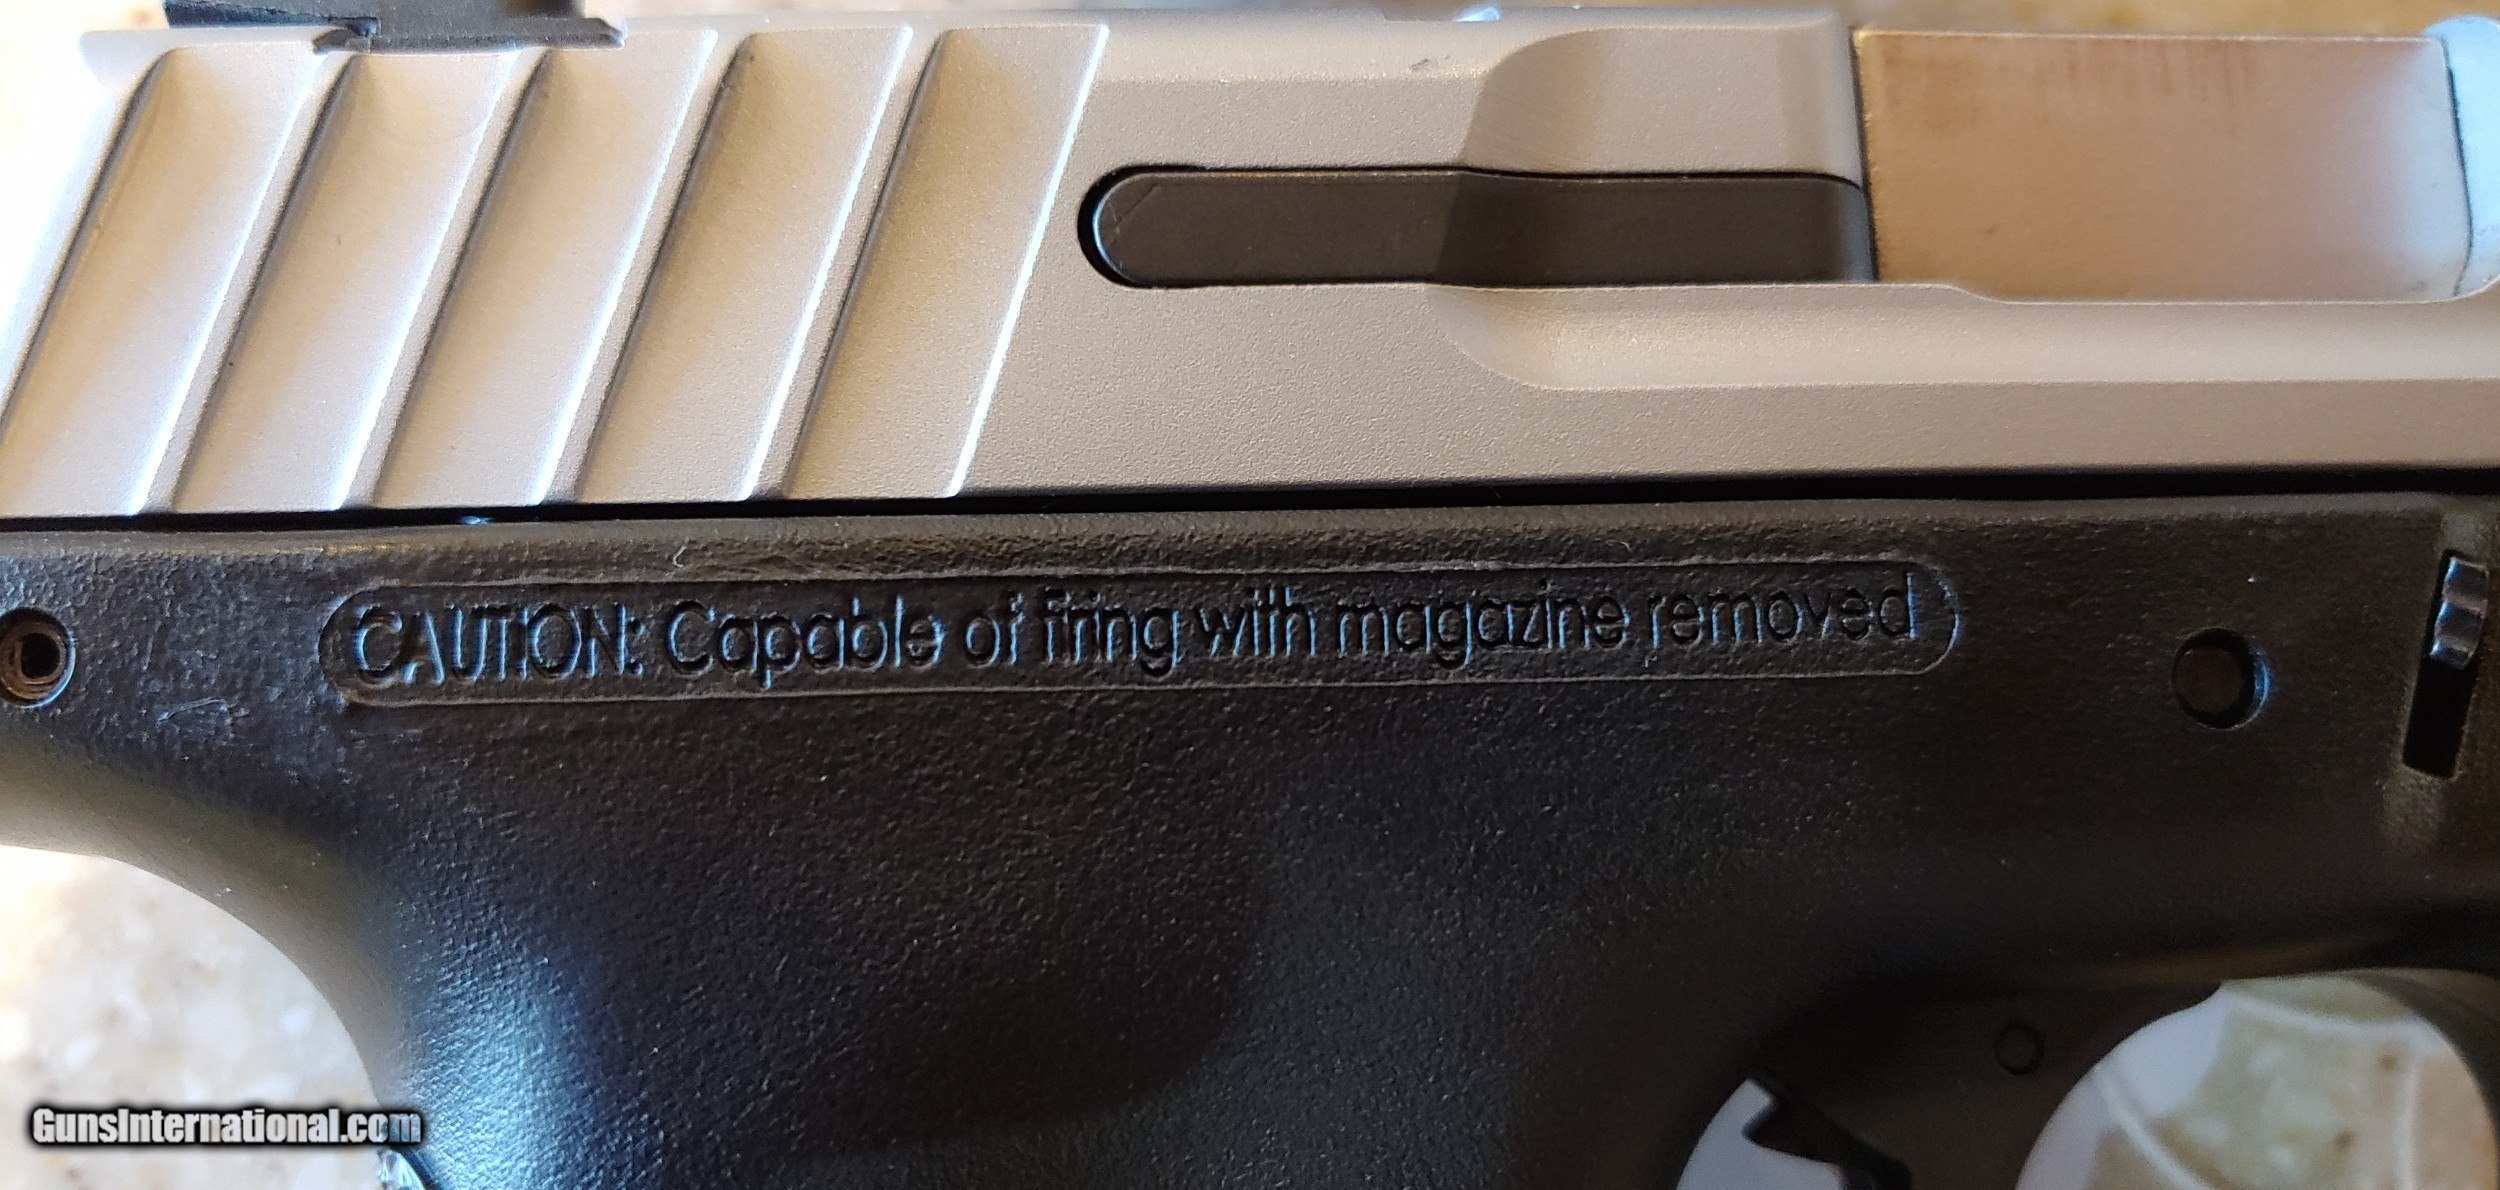 CAUTION: Capable of firing with magazine removed
GunsInternational.com